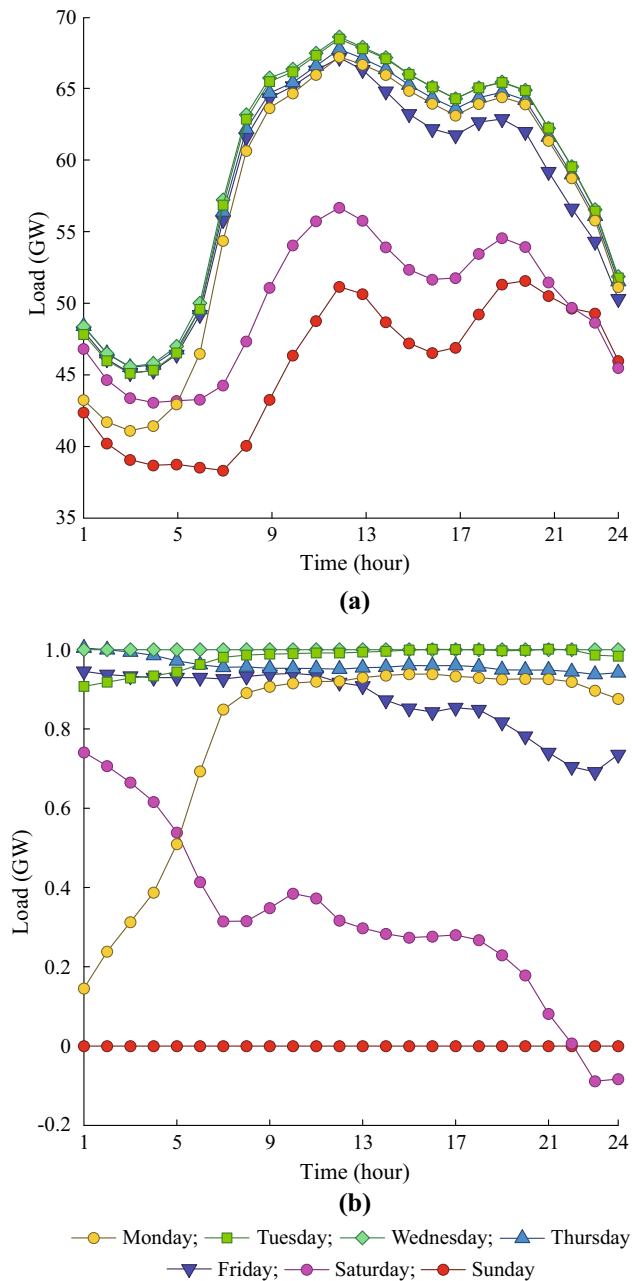 70
65
60
55
50
45
40
35
Load (GW)
1 5 9 13 17 21 24
Time (hour)
(a)
1.0
0.8
0.6
0.4
0.2
0
-0.2
Load (GW)
1 5 9 13 17 21 24
Time (hour)
(b)
Monday; Tuesday; Wednesday; Thursday
Friday; Saturday; Sunday